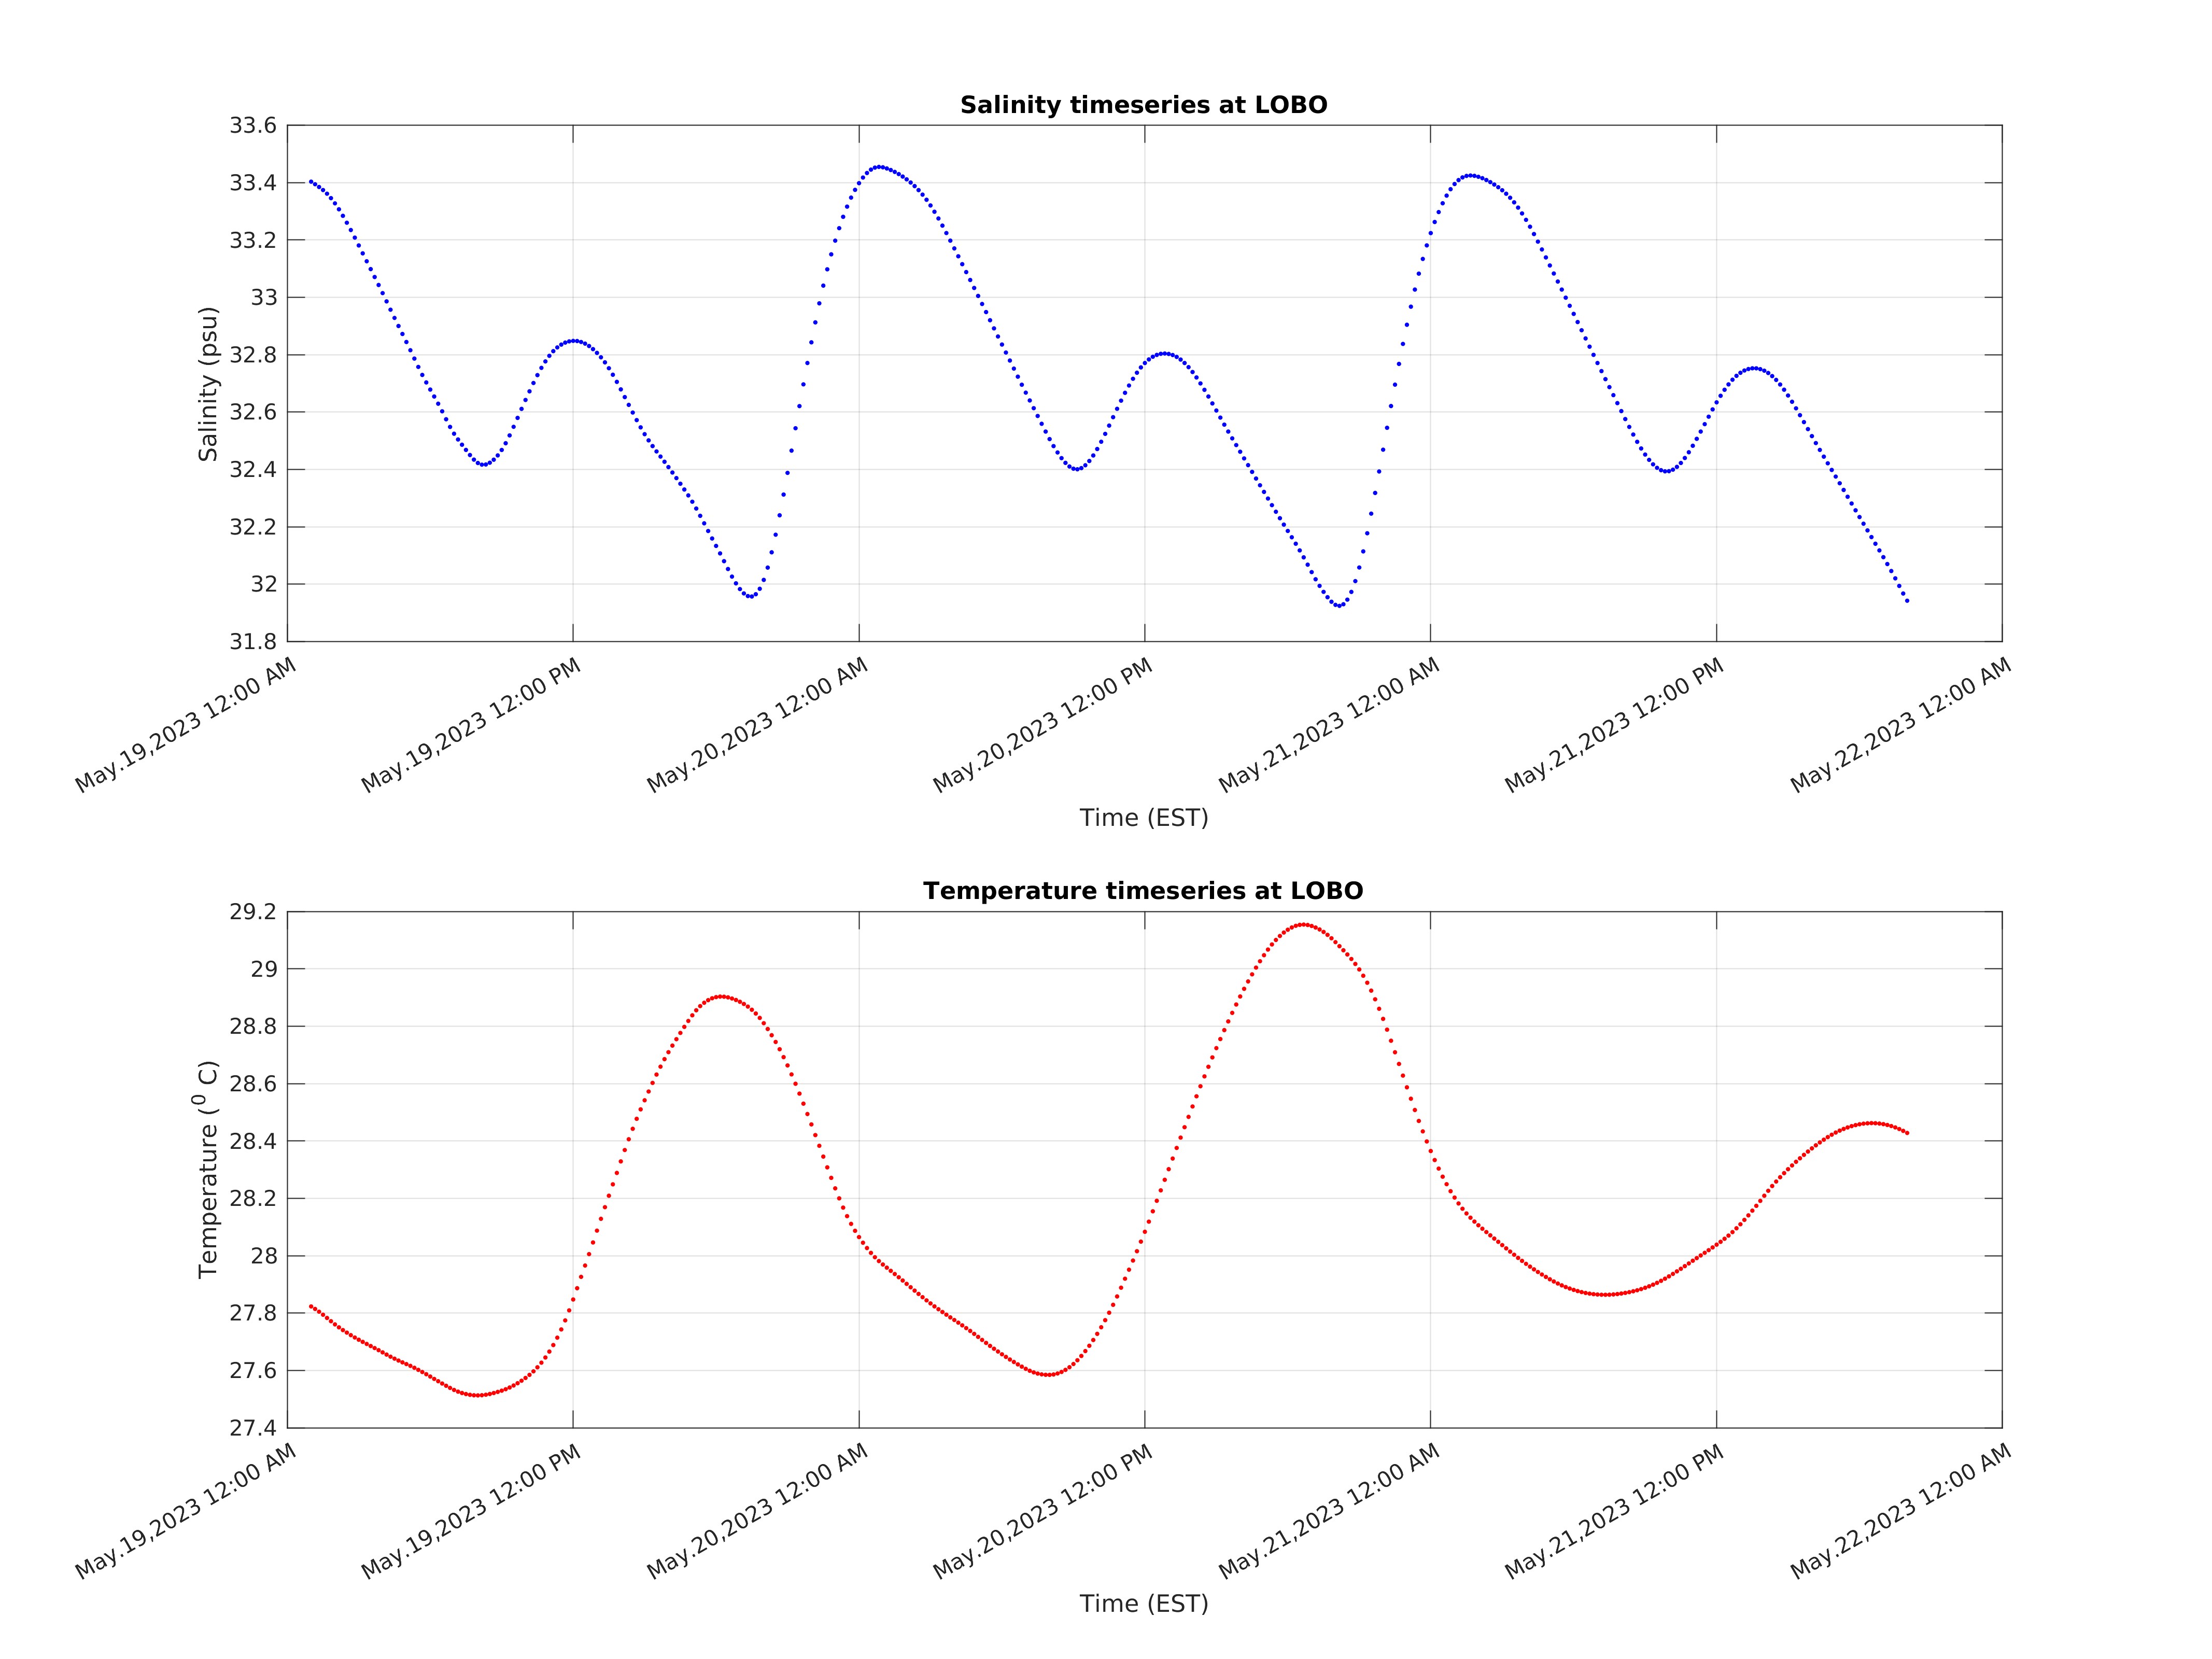 Salinity timeseries at LOBO
33.6
33.4
33.2
33
32.8
32.6
32.4
32.2
32
31.8
Salinity (psu)
May.19,2023 12:00 AM
May.19,2023 12:00 PM
May.20,2023 12:00 AM
May.20,2023 12:00 PM
May.21,2023 12:00 AM
May.21,2023 12:00 PM
May.22,2023 12:00 AM
Time (EST)
Temperature timeseries at LOBO
29.2
29
28.8
28.6
28.4
28.2
28
27.8
27.6
27.4
Temperature (⁰ C)
May.19,2023 12:00 AM
May.19,2023 12:00 PM
May.20,2023 12:00 AM
May.20,2023 12:00 PM
May.21,2023 12:00 AM
May.21,2023 12:00 PM
May.22,2023 12:00 AM
Time (EST)